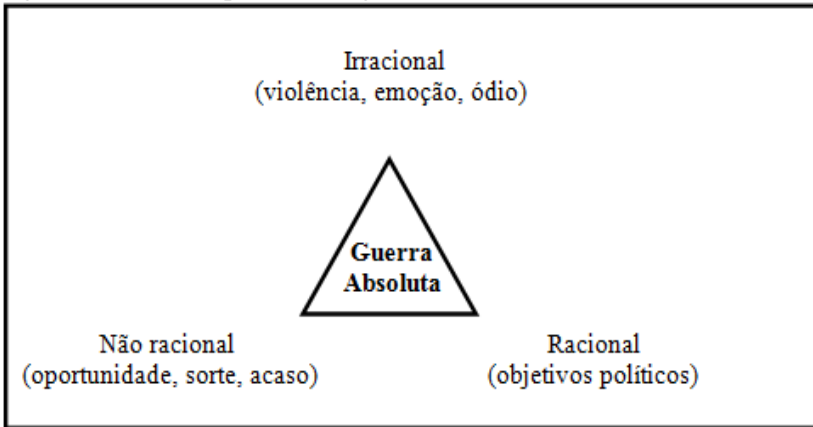 Irracional
(violência, emoção, ódio)
Guerra
Absoluta
Não racional
(oportunidade, sorte, acaso)
Racional
(objetivos políticos)